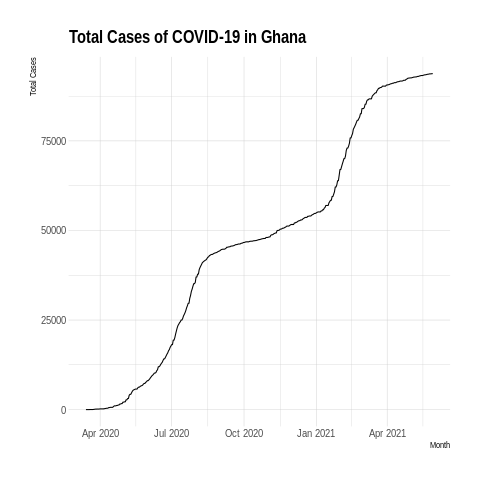 Total Cases of COVID-19 in Ghana
Total Cases
75000
50000
25000
0
Apr 2020 Jul 2020 Oct 2020 Jan 2021 Apr 2021
Month